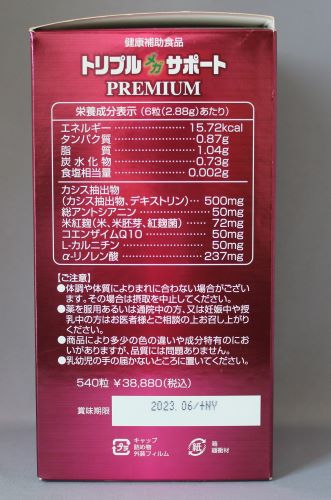 健康補助食品
トリプルメガサポート
PREMIUM
栄養成分表示 (6粒(2.88g)あたり)
エネルギー 15.72kcal
タンパク質 0.87g
脂質 1.04g
炭水化物 0.73g
食塩相当量 0.002g
カシス抽出物
(カシス抽出物、デキストリン) … 500mg
総アントシアニン 50mg
米紅麹(米、米胚芽、紅麹菌) … 72mg
コエンザイムQ10 50mg
L-カルニチン 50mg
α-リノレン酸 237mg
【ご注意】
●体調や体質によりまれに合わない場合がござい
ます。その場合は摂取を中止してください。
●薬を服用あるいは通院中の方、又は妊娠中や授
乳中の方はお医者様とご相談の上お召し上がり
ください。
●商品により多少の色の違いや成分特有のにお
いがありますが、品質には問題ありません。
●乳幼児の手の届かないところに置いてください。
540粒 ¥38,880(税込)
賞味期限 2023.06/4NY
プラ
キャップ
詰め物
外装フィルム
紙
箱
緩衝材